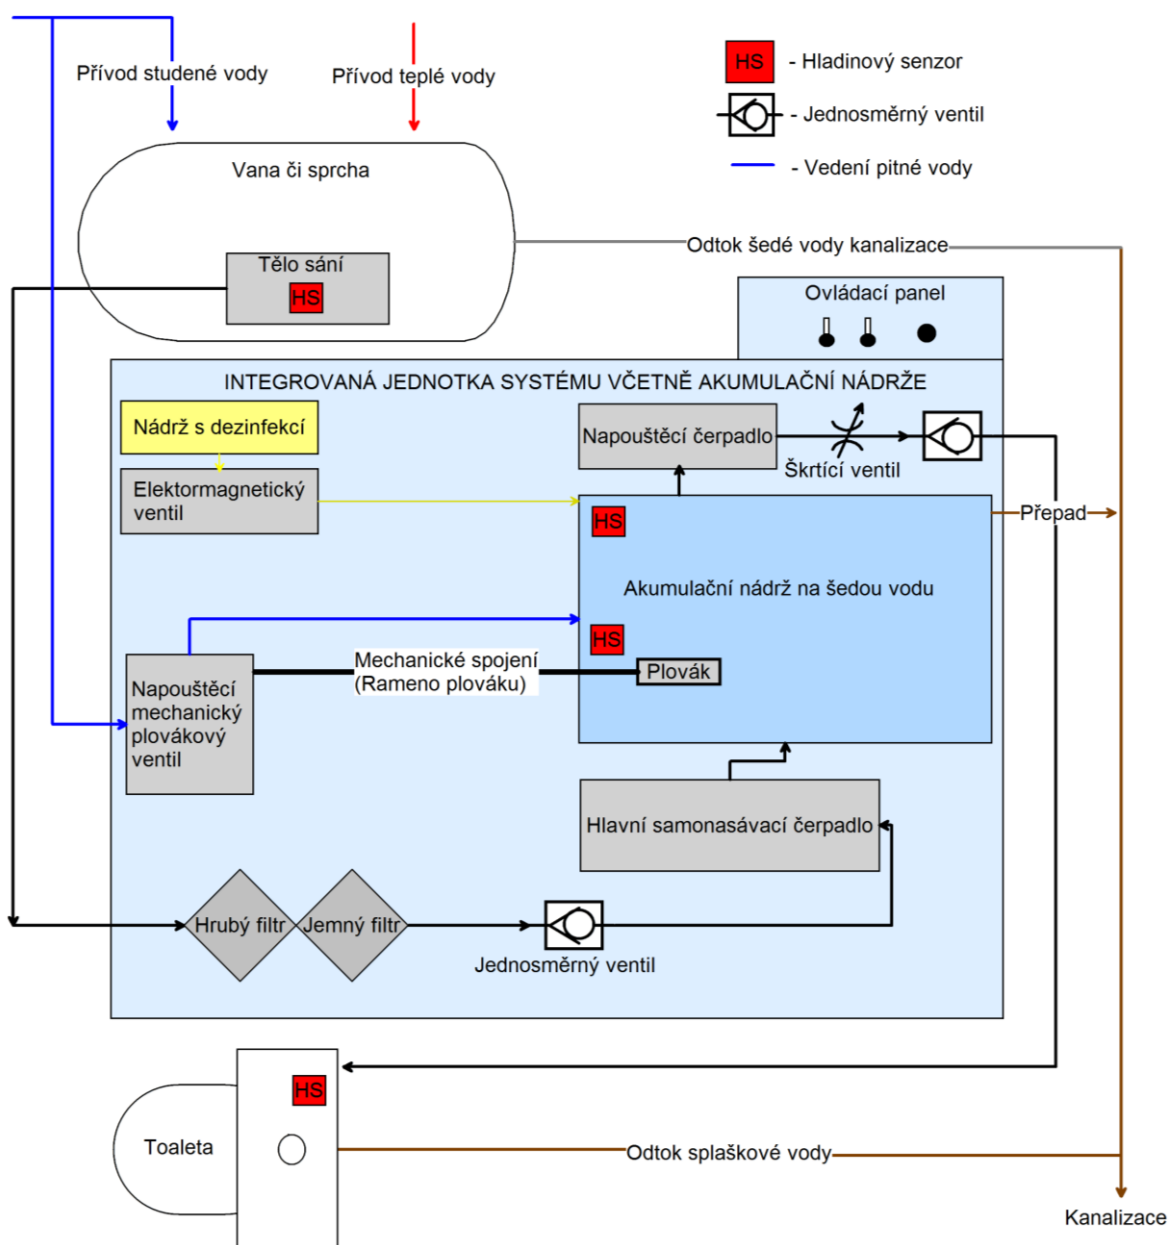 Přívod studené vody
Přívod teplé vody
HS
- Hladinový senzor
- Jednosměrný ventil
- Vedení pitné vody
Vana či sprcha
Tělo sání
HS
Odtok šedé vody kanalizace
Ovládací panel
INTEGROVANÁ JEDNOTKA SYSTÉMU VČETNĚ AKUMULAČNÍ NÁDRŽE
Nádrž s dezinfekcí
Elektormagnetický
ventil
Napouštěcí čerpadlo
Škrtící ventil
HS
Přepad
Akumulační nádrž na šedou vodu
HS
Mechanické spojení
(Rameno plováku)
Plovák
Napouštěcí
mechanický
plovákový
ventil
Hlavní samonasávací čerpadlo
Hrubý filtr
Jemný filtr
Jednosměrný ventil
HS
Toaleta
Odtok splaškové vody
Kanalizace